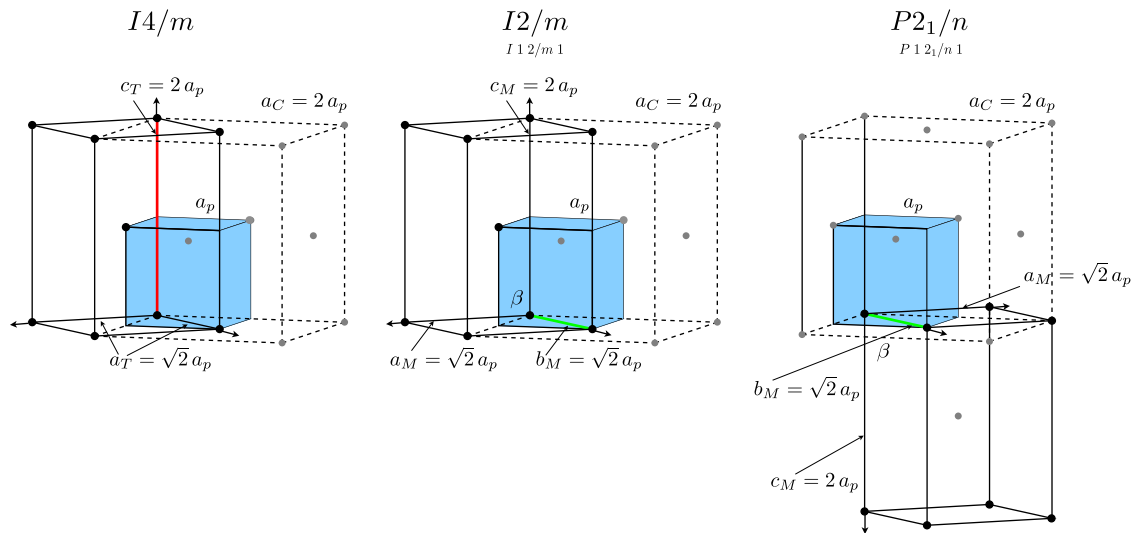 I4/m
I2/m
I 1 2/m 1
P2₁/n
P 1 2₁/n 1
c_T = 2 a_p
a_C = 2 a_p
a_p
a_T = √2 a_p
c_M = 2 a_p
a_C = 2 a_p
a_p
β
a_M = √2 a_p
b_M = √2 a_p
a_C = 2 a_p
a_p
a_M = √2 a_p
β
b_M = √2 a_p
c_M = 2 a_p